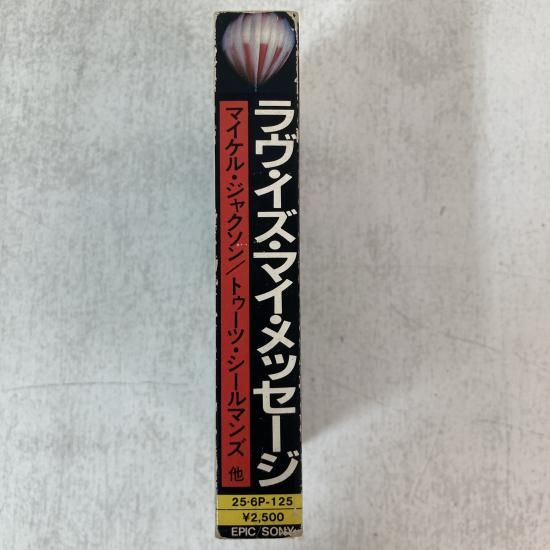 ラヴ・イズ・マイ・メッセージ
マイケル・ジャクソン/トゥーツ・シールマンズ 他
25・6P-125
¥2,500
EPIC/SONY